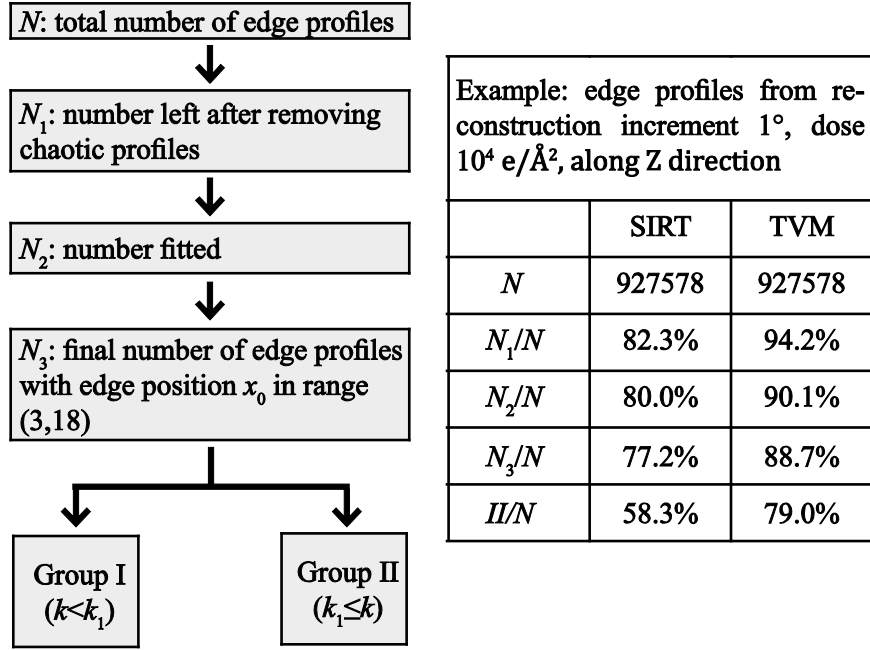 N: total number of edge profiles
N₁: number left after removing
chaotic profiles
N₂: number fitted
N₃: final number of edge profiles
with edge position x₀ in range
(3,18)
Group I
(k<k₁)
Group II
(k₁≤k)
Example: edge profiles from re-
construction increment 1°, dose
10⁴ e/Å², along Z direction
SIRT TVM
N 927578 927578
N₁/N 82.3% 94.2%
N₂/N 80.0% 90.1%
N₃/N 77.2% 88.7%
II/N 58.3% 79.0%